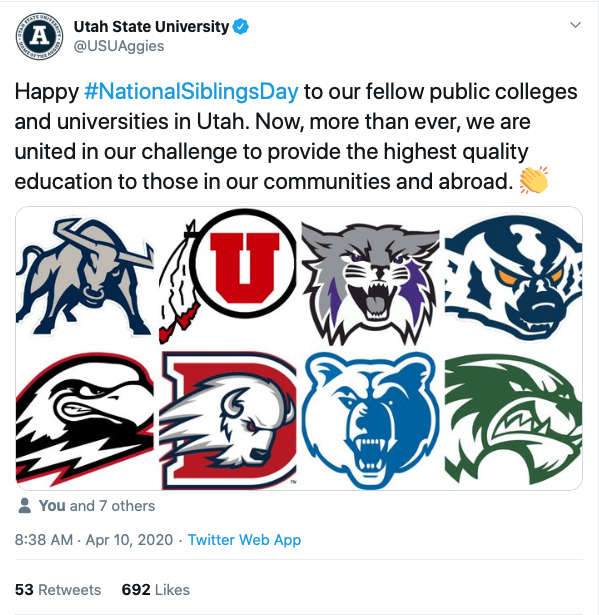 Utah State University
@USUAggies
Happy #NationalSiblingsDay to our fellow public colleges
and universities in Utah. Now, more than ever, we are
united in our challenge to provide the highest quality
education to those in our communities and abroad. 👏
U
D
TM
You and 7 others
8:38 AM · Apr 10, 2020 · Twitter Web App
53 Retweets 692 Likes